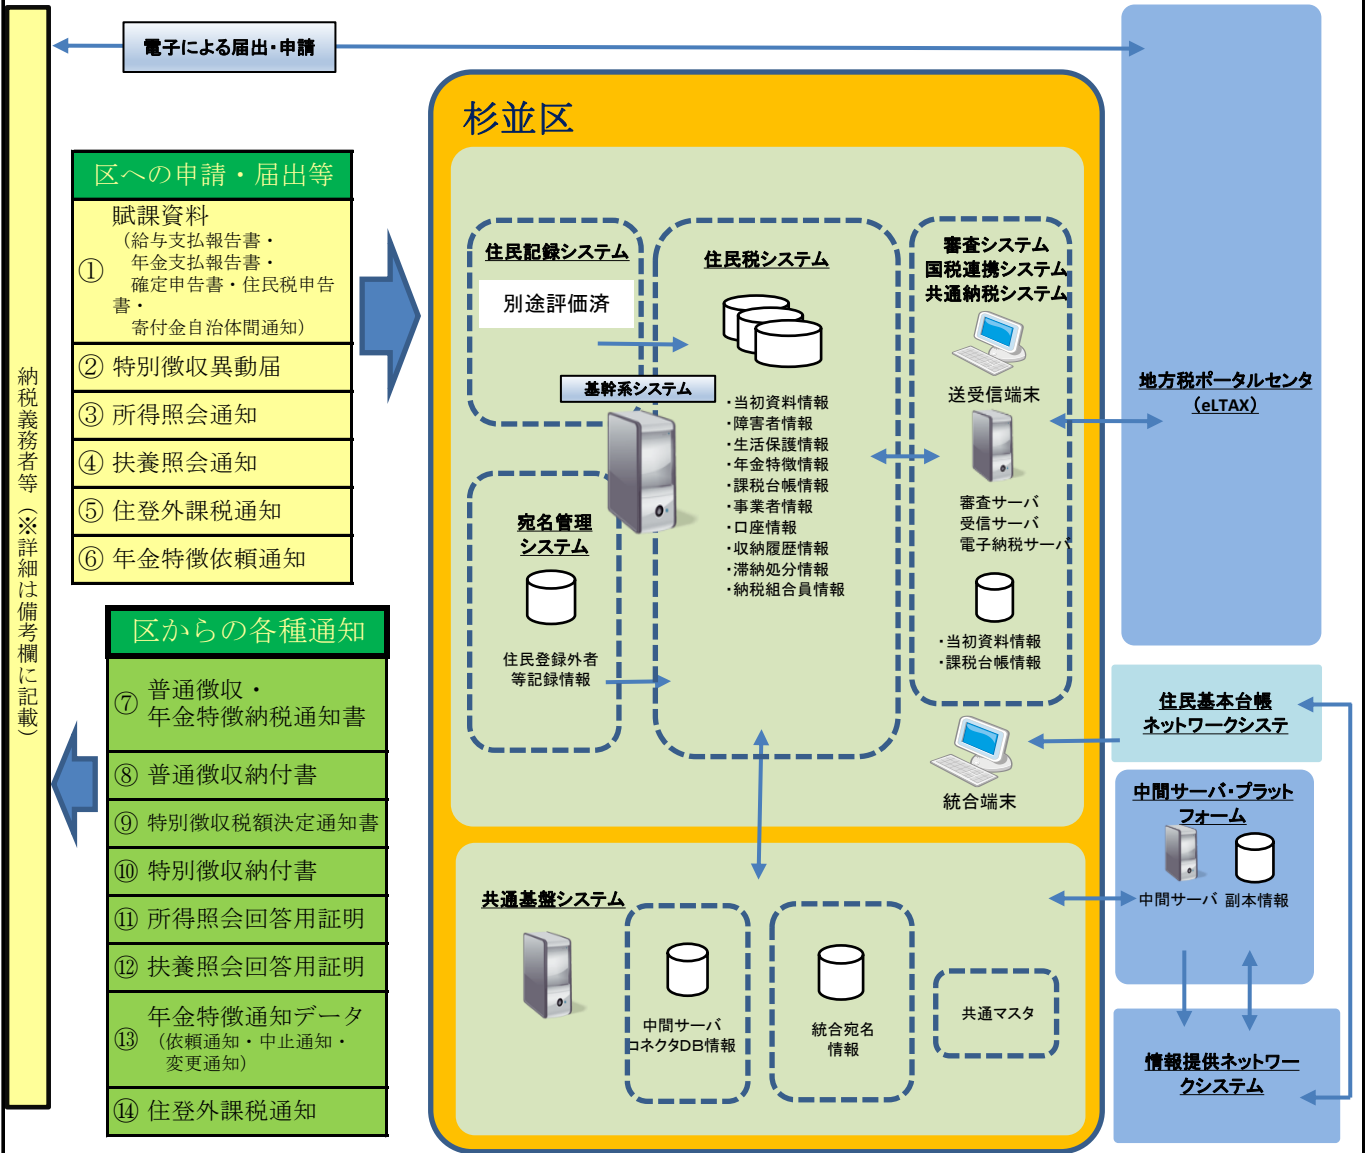 電子による届出・申請
納税義務者等（※詳細は備考欄に記載）
区への申請・届出等
① 賦課資料
（給与支払報告書・
年金支払報告書・
確定申告書・住民税申告
書・
寄付金自治体間通知）
② 特別徴収異動届
③ 所得照会通知
④ 扶養照会通知
⑤ 住登外課税通知
⑥ 年金特徴依頼通知
区からの各種通知
⑦ 普通徴収・
年金特徴納税通知書
⑧ 普通徴収納付書
⑨ 特別徴収税額決定通知書
⑩ 特別徴収納付書
⑪ 所得照会回答用証明
⑫ 扶養照会回答用証明
⑬ 年金特徴通知データ
（依頼通知・中止通知・
変更通知）
⑭ 住登外課税通知
杉並区
住民記録システム
別途評価済
基幹系システム
宛名管理
システム
住民登録外者
等記録情報
住民税システム
・当初資料情報
・障害者情報
・生活保護情報
・年金特徴情報
・課税台帳情報
・事業者情報
・口座情報
・収納履歴情報
・滞納処分情報
・納税組合員情報
審査システム
国税連携システム
共通納税システム
送受信端末
審査サーバ
受信サーバ
電子納税サーバ
・当初資料情報
・課税台帳情報
統合端末
共通基盤システム
中間サーバ
コネクタDB情報
統合宛名
情報
共通マスタ
地方税ポータルセンタ
（eLTAX）
住民基本台帳
ネットワークシステ
中間サーバ・プラット
フォーム
中間サーバ 副本情報
情報提供ネットワー
クシステム